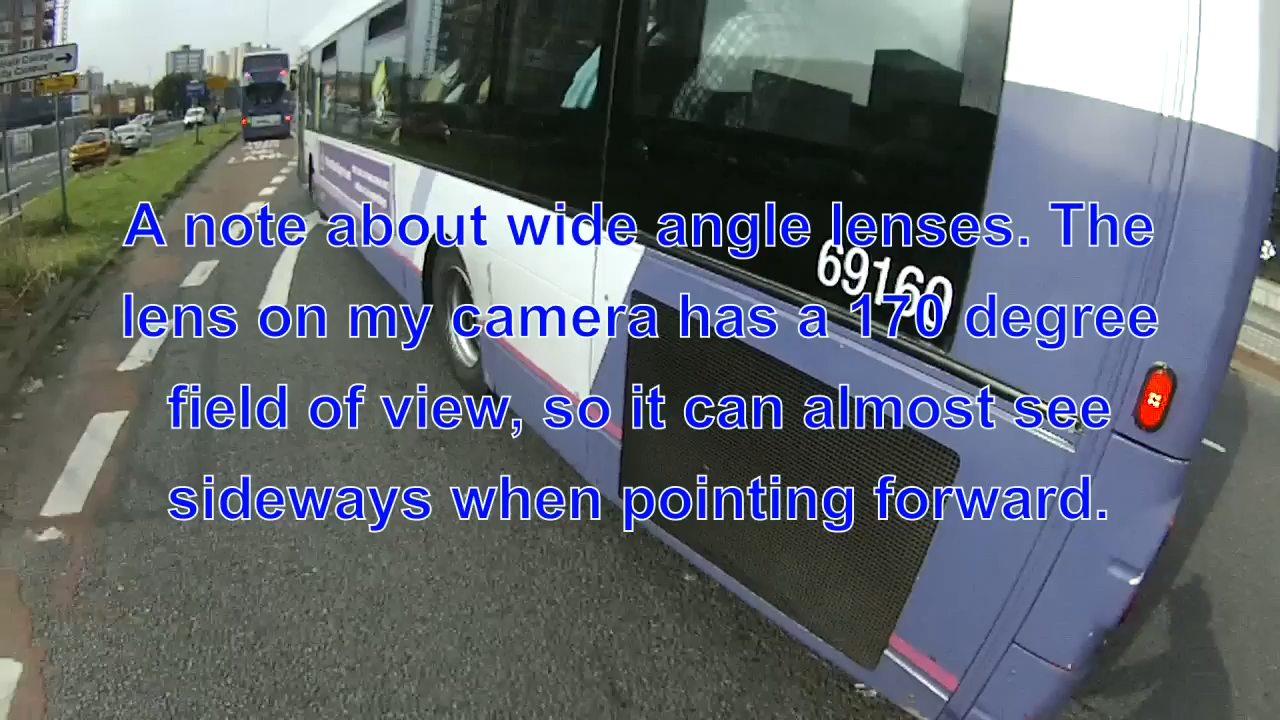 A note about wide angle lenses. The
lens on my camera has a 170 degree
field of view, so it can almost see
sideways when pointing forward.
69160
LANE